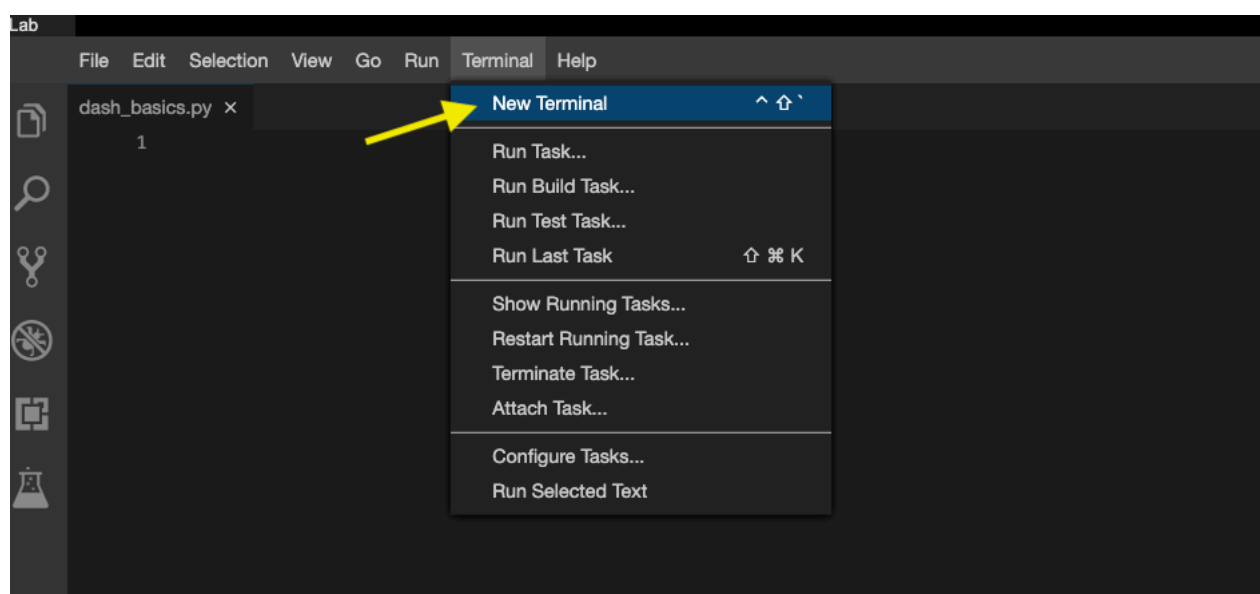 Lab
File Edit Selection View Go Run Terminal Help
dash_basics.py ×
1
New Terminal ^⇧`
Run Task...
Run Build Task...
Run Test Task...
Run Last Task ⇧⌘K
Show Running Tasks...
Restart Running Task...
Terminate Task...
Attach Task...
Configure Tasks...
Run Selected Text